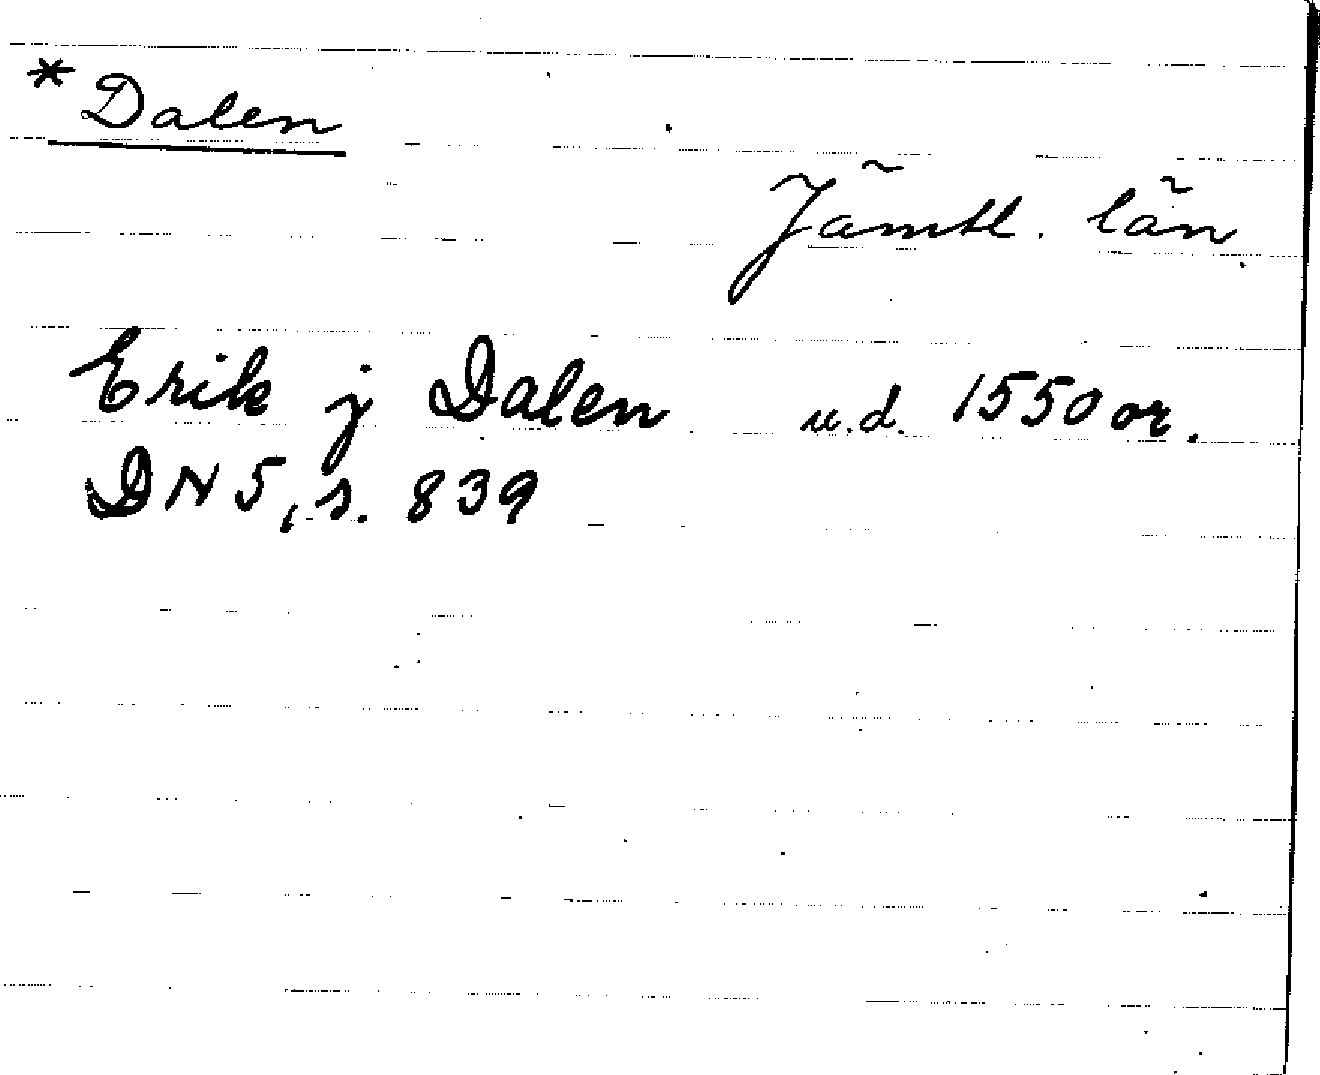 *Dalen
Jämtl. län
Erik j Dalen u.d. 1550 or.
DN 5, s. 839